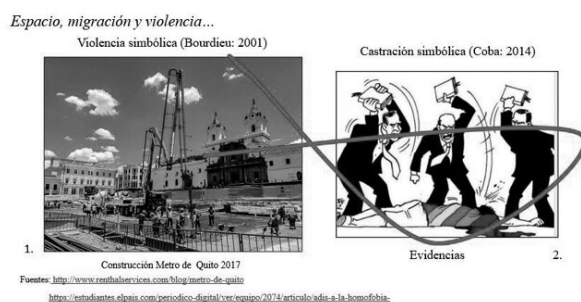 Espacio, migración y violencia…
Violencia simbólica (Bourdieu: 2001)
Castración simbólica (Coba: 2014)
1.
Construcción Metro de Quito 2017
Evidencias
2.
Fuentes: http://www.renthalservices.com/blog/metro-de-quito
https://estudiantes.elpais.com/periodico-digital/ver/equipo/2074/articulo/adis-a-la-homofobia-